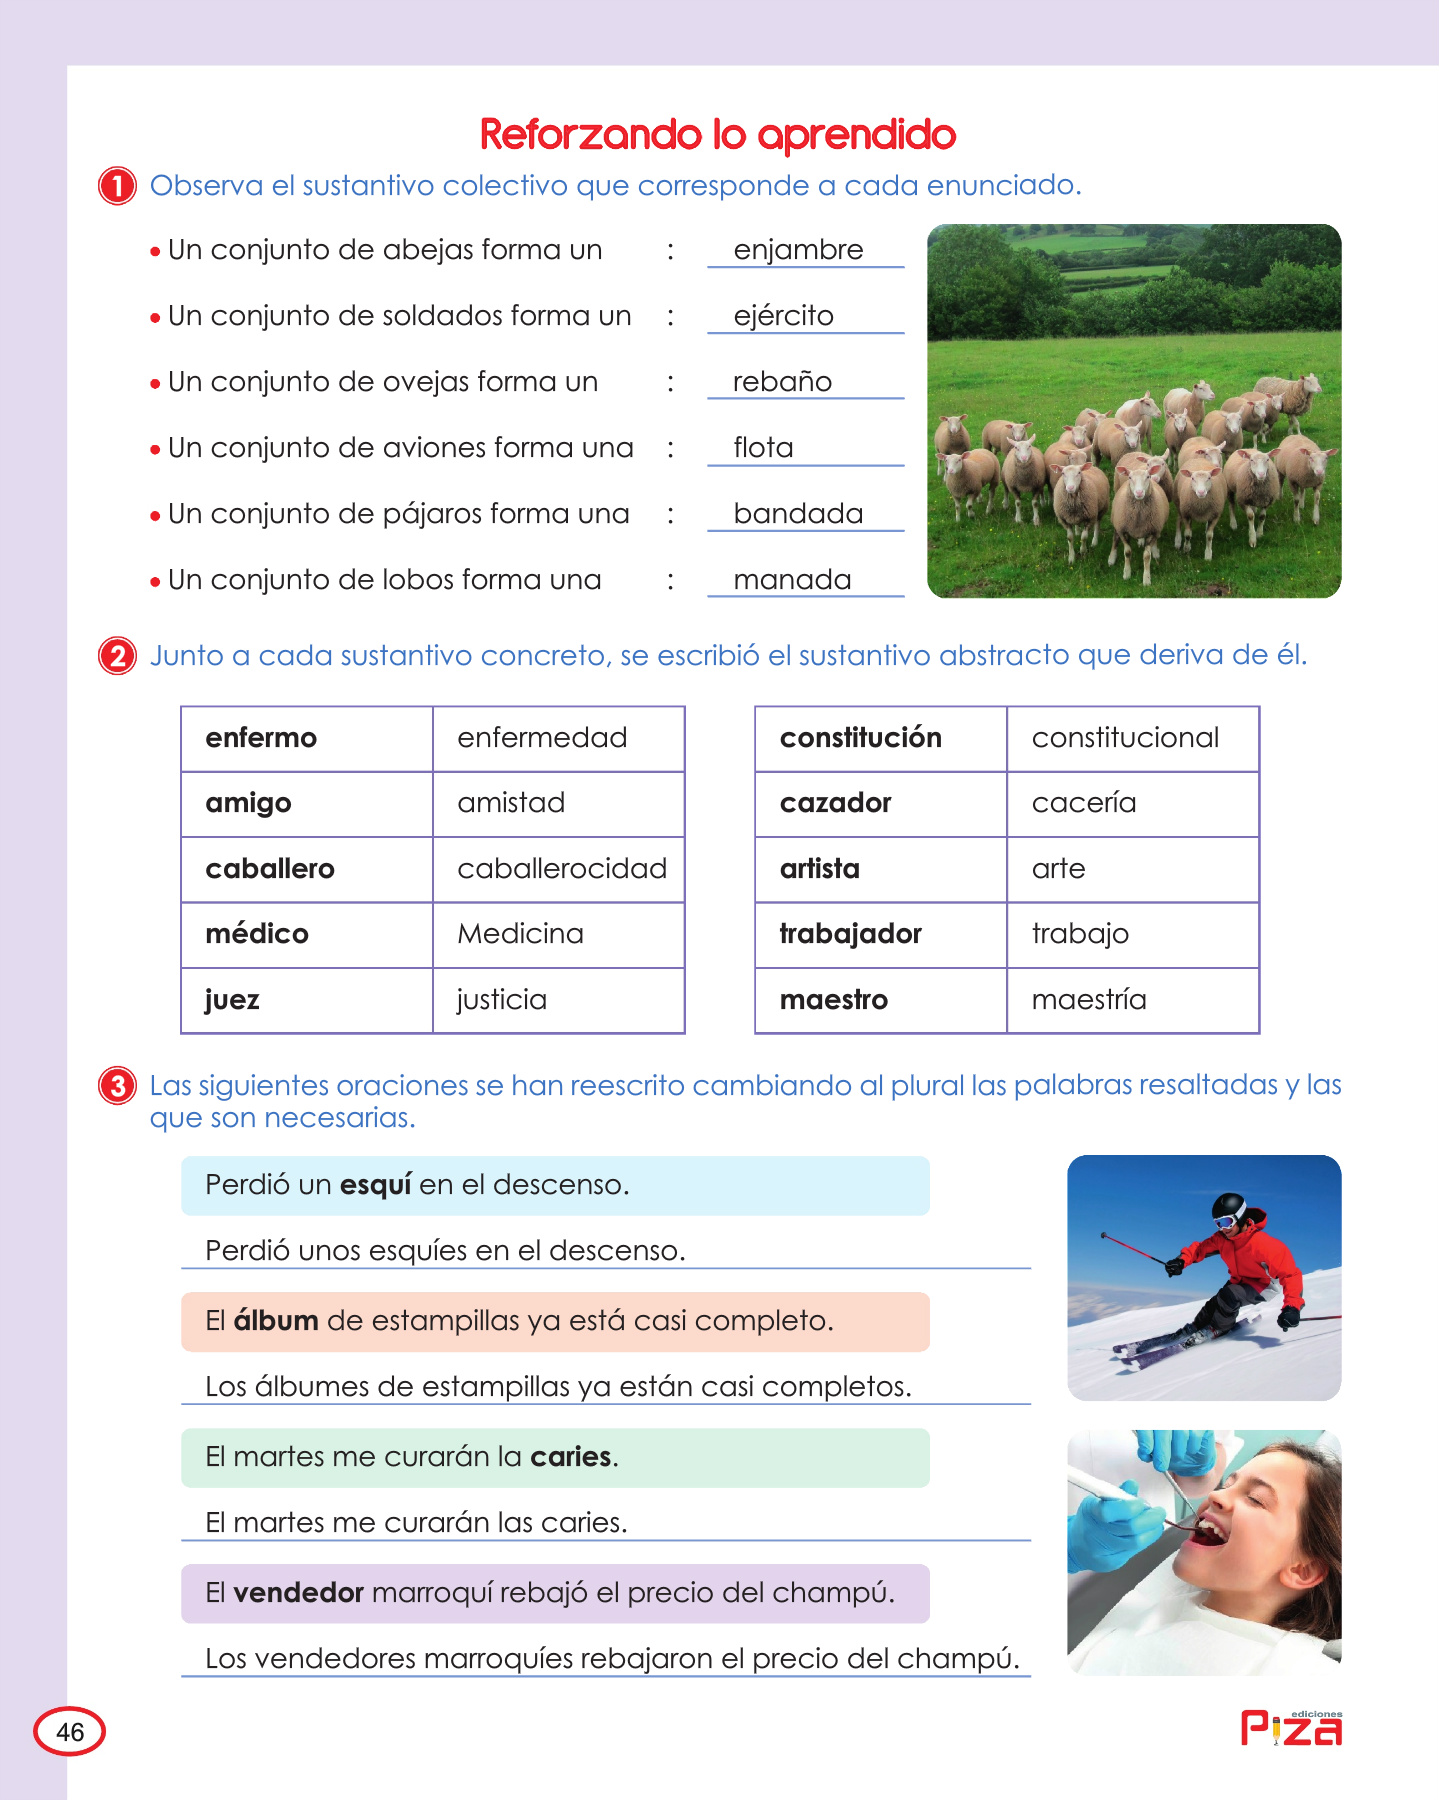 Reforzando lo aprendido
1 Observa el sustantivo colectivo que corresponde a cada enunciado.
• Un conjunto de abejas forma un : enjambre
• Un conjunto de soldados forma un : ejército
• Un conjunto de ovejas forma un : rebaño
• Un conjunto de aviones forma una : flota
• Un conjunto de pájaros forma una : bandada
• Un conjunto de lobos forma una : manada
2 Junto a cada sustantivo concreto, se escribió el sustantivo abstracto que deriva de él.
enfermo enfermedad constitución constitucional
amigo amistad cazador cacería
caballero caballerocidad artista arte
médico Medicina trabajador trabajo
juez justicia maestro maestría
3 Las siguientes oraciones se han reescrito cambiando al plural las palabras resaltadas y las
que son necesarias.
Perdió un esquí en el descenso.
Perdió unos esquíes en el descenso.
El álbum de estampillas ya está casi completo.
Los álbumes de estampillas ya están casi completos.
El martes me curarán la caries.
El martes me curarán las caries.
El vendedor marroquí rebajó el precio del champú.
Los vendedores marroquíes rebajaron el precio del champú.
46
ediciones
Piza